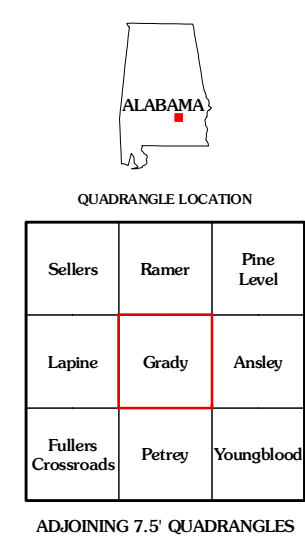 ALABAMA
QUADRANGLE LOCATION
Sellers
Ramer
Pine
Level
Lapine
Grady
Ansley
Fullers
Crossroads
Petrey
Youngblood
ADJOINING 7.5' QUADRANGLES